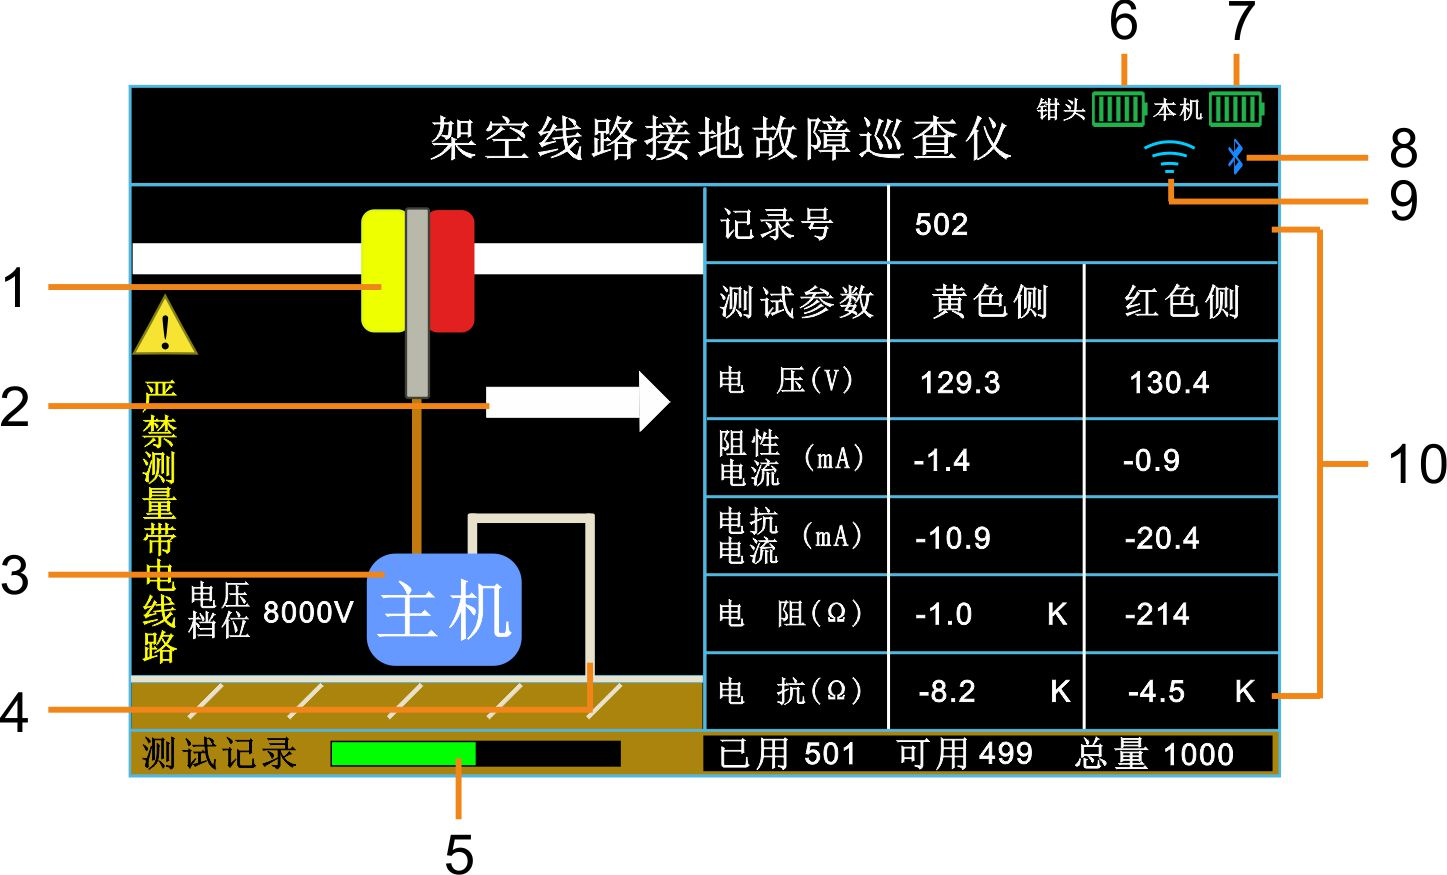 6
7
钳头
本机
架空线路接地故障巡查仪
8
9
记录号
502
测试参数
黄色侧
红色侧
电 压(V)
129.3
130.4
阻性
电流
(mA)
-1.4
-0.9
电抗
电流
(mA)
-10.9
-20.4
电 阻(Ω)
-1.0 K
-214
电 抗(Ω)
-8.2 K
-4.5 K
10
1
2
3
4
!
严禁测量带电线路
电压
档位
8000V
主机
测试记录
已用 501 可用 499 总量 1000
5